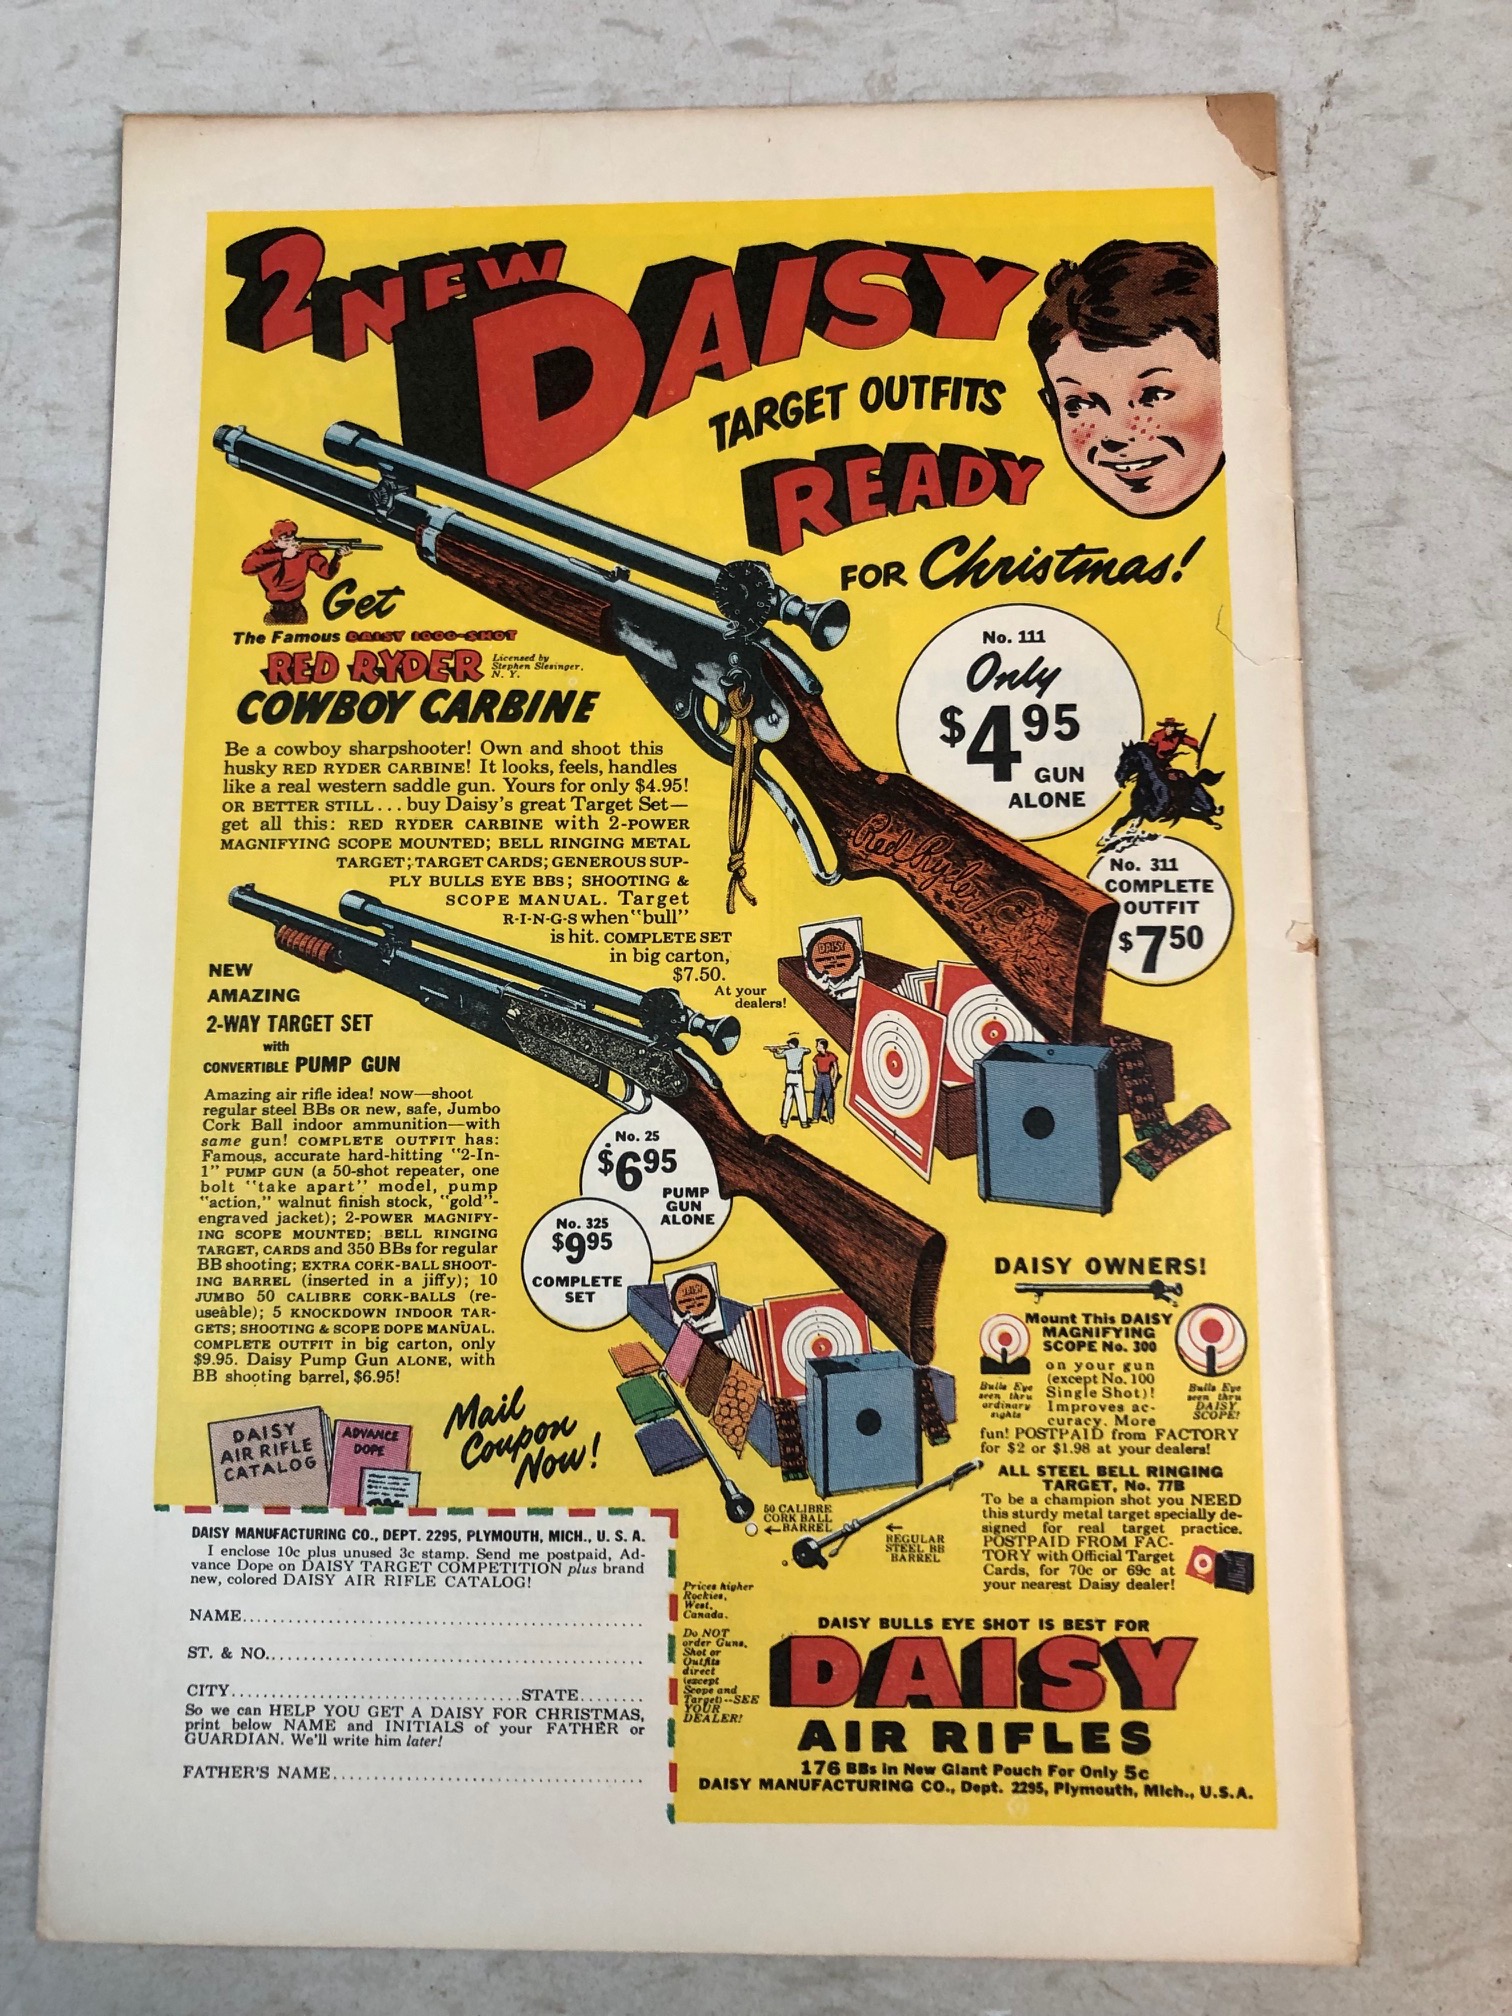 2 NEW DAISY
TARGET OUTFITS
READY
FOR Christmas!
Get
The Famous DAISY 1000-SHOT
RED RYDER
Licensed by
Stephen Slesinger,
N. Y.
COWBOY CARBINE
Be a cowboy sharpshooter! Own and shoot this
husky RED RYDER CARBINE! It looks, feels, handles
like a real western saddle gun. Yours for only $4.95!
OR BETTER STILL... buy Daisy's great Target Set—
get all this: RED RYDER CARBINE with 2-POWER
MAGNIFYING SCOPE MOUNTED; BELL RINGING METAL
TARGET; TARGET CARDS; GENEROUS SUP-
PLY BULLS EYE BBs; SHOOTING &
SCOPE MANUAL. Target
R-I-N-G-S when "bull"
is hit. COMPLETE SET
in big carton,
$7.50.
At your
dealers!
No. 111
Only
$4.95
GUN
ALONE
No. 311
COMPLETE
OUTFIT
$7.50
Red Ryder
DAISY
NEW
AMAZING
2-WAY TARGET SET
with
CONVERTIBLE PUMP GUN
Amazing air rifle idea! NOW—shoot
regular steel BBs OR new, safe, Jumbo
Cork Ball indoor ammunition—with
same gun! COMPLETE OUTFIT has:
Famous, accurate hard-hitting "2-In-
1" PUMP GUN (a 50-shot repeater, one
bolt "take apart" model, pump
"action," walnut finish stock, "gold"-
engraved jacket); 2-POWER MAGNIFY-
ING SCOPE MOUNTED; BELL RINGING
TARGET, CARDS and 350 BBs for regular
BB shooting; EXTRA CORK-BALL SHOOT-
ING BARREL (inserted in a jiffy); 10
JUMBO 50 CALIBRE CORK-BALLS (re-
useable); 5 KNOCKDOWN INDOOR TAR-
GETS; SHOOTING & SCOPE DOPE MANUAL.
COMPLETE OUTFIT in big carton, only
$9.95. Daisy Pump Gun ALONE, with
BB shooting barrel, $6.95!
No. 25
$6.95
PUMP
GUN
ALONE
No. 325
$9.95
COMPLETE
SET
DAISY
50 CALIBRE
CORK BALL
BARREL
REGULAR
STEEL BB
BARREL
DAISY OWNERS!
Mount This DAISY
MAGNIFYING
SCOPE No. 300
on your gun
(except No. 100
Single Shot)!
Improves ac-
curacy. More
fun! POSTPAID from FACTORY
for $2 or $1.98 at your dealers!
Bulls Eye
seen thru
ordinary
sights
Bulls Eye
seen thru
DAISY
SCOPE!
ALL STEEL BELL RINGING
TARGET, No. 77B
To be a champion shot you NEED
this sturdy metal target specially de-
signed for real target practice.
POSTPAID FROM FAC-
TORY with Official Target
Cards, for 70c or 69c at
your nearest Daisy dealer!
Mail
Coupon
Now!
DAISY
AIR RIFLE
CATALOG
ADVANCE
DOPE
DAISY MANUFACTURING CO., DEPT. 2295, PLYMOUTH, MICH., U. S. A.
I enclose 10c plus unused 3c stamp. Send me postpaid, Ad-
vance Dope on DAISY TARGET COMPETITION plus brand
new, colored DAISY AIR RIFLE CATALOG!
NAME
ST. & NO.
CITY STATE
So we can HELP YOU GET A DAISY FOR CHRISTMAS,
print below NAME and INITIALS of your FATHER or
GUARDIAN. We'll write him later!
FATHER'S NAME
Prices higher
Rockies,
West,
Canada.
Do NOT
order Guns,
Shot or
Outfits
direct
(except
Scope and
Target)--SEE
YOUR
DEALER!
DAISY BULLS EYE SHOT IS BEST FOR
DAISY
AIR RIFLES
176 BBs in New Giant Pouch For Only 5c
DAISY MANUFACTURING CO., Dept. 2295, Plymouth, Mich., U.S.A.